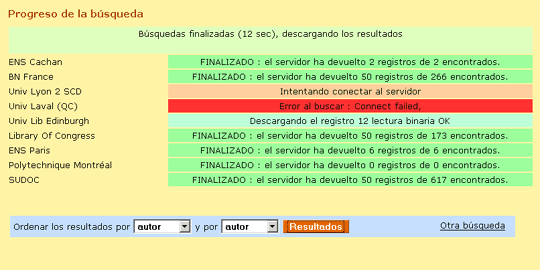 Progreso de la búsqueda
Búsquedas finalizadas (12 sec), descargando los resultados
ENS Cachan FINALIZADO : el servidor ha devuelto 2 registros de 2 encontrados.
BN France FINALIZADO : el servidor ha devuelto 50 registros de 266 encontrados.
Univ Lyon 2 SCD Intentando conectar al servidor
Univ Laval (QC) Error al buscar : Connect failed,
Univ Lib Edinburgh Descargando el registro 12 lectura binaria OK
Library Of Congress FINALIZADO : el servidor ha devuelto 50 registros de 173 encontrados.
ENS Paris FINALIZADO : el servidor ha devuelto 6 registros de 6 encontrados.
Polytechnique Montréal FINALIZADO : el servidor ha devuelto 0 registros de 0 encontrados.
SUDOC FINALIZADO : el servidor ha devuelto 50 registros de 617 encontrados.
Ordenar los resultados por autor y por autor Resultados Otra búsqueda